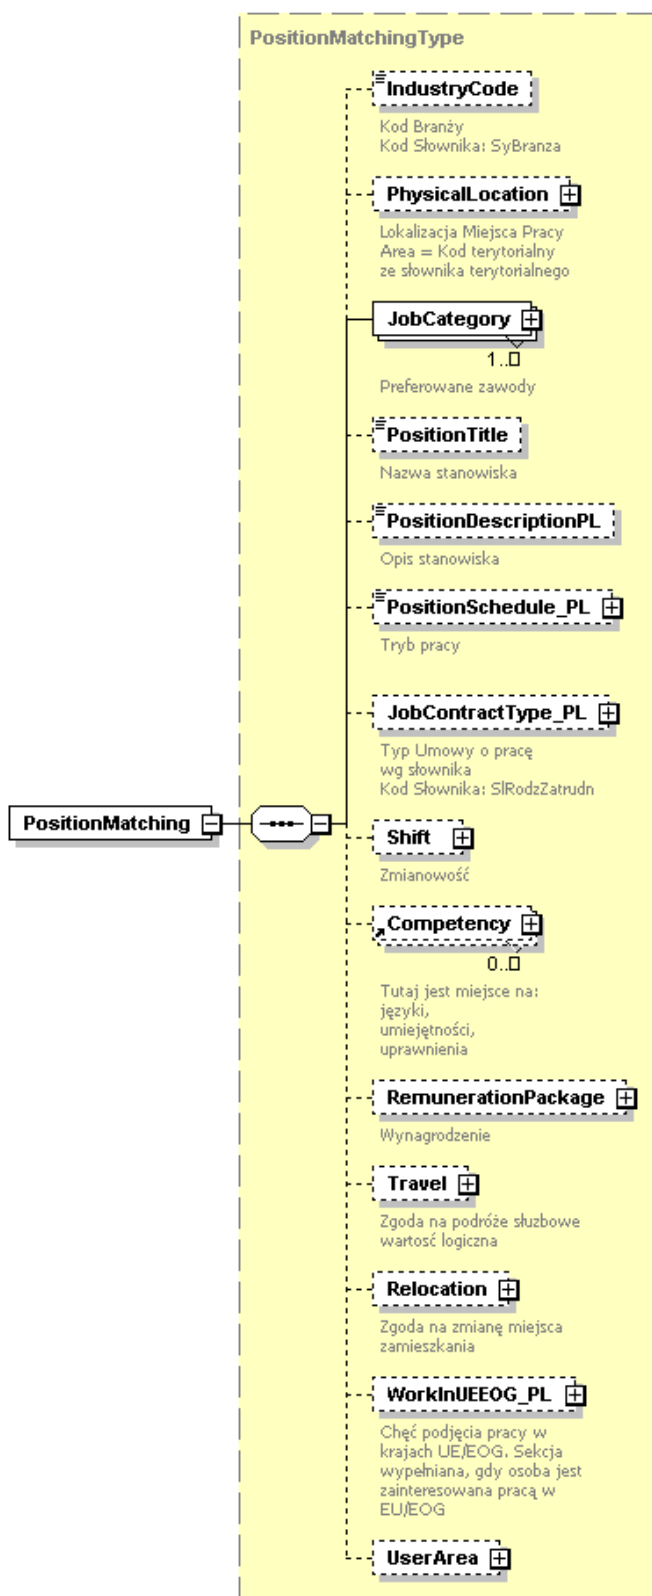 PositionMatchingType
IndustryCode
Kod Branży
Kod Słownika: SyBranza
PhysicalLocation
Lokalizacja Miejsca Pracy
Area = Kod terytorialny
ze słownika terytorialnego
JobCategory
1..
Preferowane zawody
PositionTitle
Nazwa stanowiska
PositionDescriptionPL
Opis stanowiska
PositionSchedule_PL
Tryb pracy
JobContractType_PL
Typ Umowy o pracę
wg słownika
Kod Słownika: SlRodzZatrudn
PositionMatching
Shift
Zmianowość
Competency
0..
Tutaj jest miejsce na:
języki,
umiejętności,
uprawnienia
RemunerationPackage
Wynagrodzenie
Travel
Zgoda na podróże służbowe
wartosć logiczna
Relocation
Zgoda na zmianę miejsca
zamieszkania
WorkInUEEOG_PL
Chęć podjęcia pracy w
krajach UE/EOG. Sekcja
wypełniana, gdy osoba jest
zainteresowana pracą w
EU/EOG
UserArea